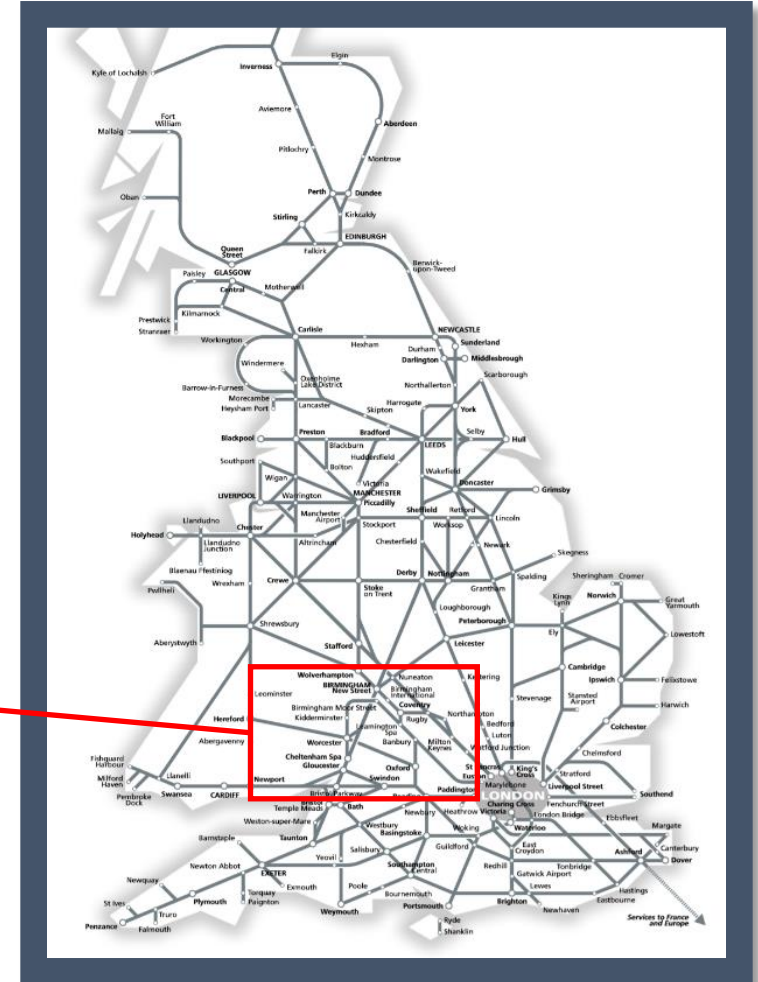 Elgin
Inverness
Kyle of Lochalsh
Aviemore
Fort
William
Mallaig
Aberdeen
Pitlochry
Montrose
Perth
Dundee
Oban
Kirkcaldy
Stirling
EDINBURGH
Queen
Street
Falkirk
Berwick-
upon-Tweed
Paisley
GLASGOW
Central
Motherwell
Prestwick
Kilmarnock
Stranraer
Carlisle
NEWCASTLE
Workington
Hexham
Sunderland
Durham
Darlington
Middlesbrough
Windermere
Scarborough
Oxenholme
Lake District
Barrow-in-Furness
Northallerton
Morecambe
Harrogate
Heysham Port
Lancaster
Skipton
York
Preston
Bradford
Selby
Blackpool
Blackburn
LEEDS
Hull
Huddersfield
Southport
Bolton
Wakefield
Wigan
Victoria
Doncaster
LIVERPOOL
Warrington
MANCHESTER
Piccadilly
Grimsby
Manchester
Airport
Sheffield
Retford
Llandudno
Stockport
Worksop
Lincoln
Holyhead
Chester
Llandudno
Junction
Altrincham
Chesterfield
Newark
Skegness
Blaenau Ffestiniog
Derby
Nottingham
Spalding
Sheringham
Cromer
Pwllheli
Wrexham
Crewe
Stoke
on Trent
Grantham
Kings
Lynn
Norwich
Great
Yarmouth
Loughborough
Shrewsbury
Peterborough
Ely
Lowestoft
Aberystwyth
Stafford
Leicester
Wolverhampton
Nuneaton
Kettering
Cambridge
BIRMINGHAM
New Street
Birmingham
International
Ipswich
Felixstowe
Leominster
Stevenage
Stansted
Airport
Birmingham Moor Street
Coventry
Harwich
Kidderminster
Rugby
Northampton
Hereford
Leamington
Spa
Bedford
Colchester
Abergavenny
Worcester
Banbury
Milton
Keynes
Luton
Watford Junction
Chelmsford
Cheltenham Spa
Fishguard
Harbour
Gloucester
Oxford
St Pancras
King's
Cross
Stratford
Milford
Haven
Llanelli
Newport
Swindon
Euston
Marylebone
Liverpool Street
Pembroke
Dock
Swansea
CARDIFF
Bristol Parkway
Paddington
LONDON
Southend
Bristol
Temple Meads
Bath
Newbury
Heathrow
Victoria
Charing Cross
Fenchurch Street
London Bridge
Ebbsfleet
Weston-super-Mare
Westbury
Waterloo
Margate
Barnstaple
Taunton
Basingstoke
Woking
East
Croydon
Canterbury
Yeovil
Salisbury
Guildford
Ashford
Dover
Newton Abbot
Southampton
Central
Redhill
Tonbridge
EXETER
Gatwick Airport
Newquay
Exmouth
Poole
Lewes
Hastings
Torquay
Paignton
Bournemouth
Eastbourne
St Ives
Plymouth
Weymouth
Portsmouth
Brighton
Newhaven
Truro
Penzance
Falmouth
Ryde
Shanklin
Services to France
and Europe